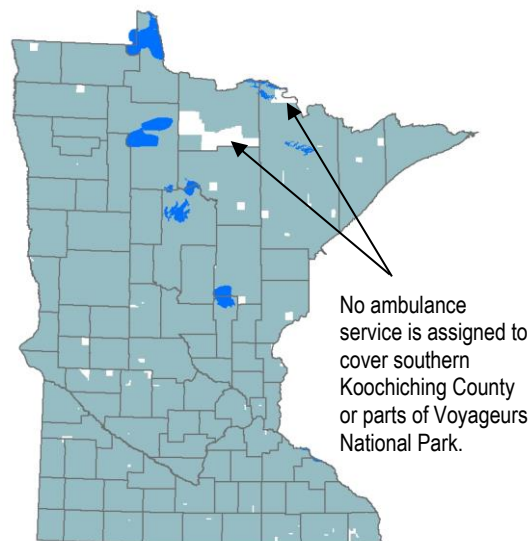 No ambulance
service is assigned to
cover southern
Koochiching County
or parts of Voyageurs
National Park.